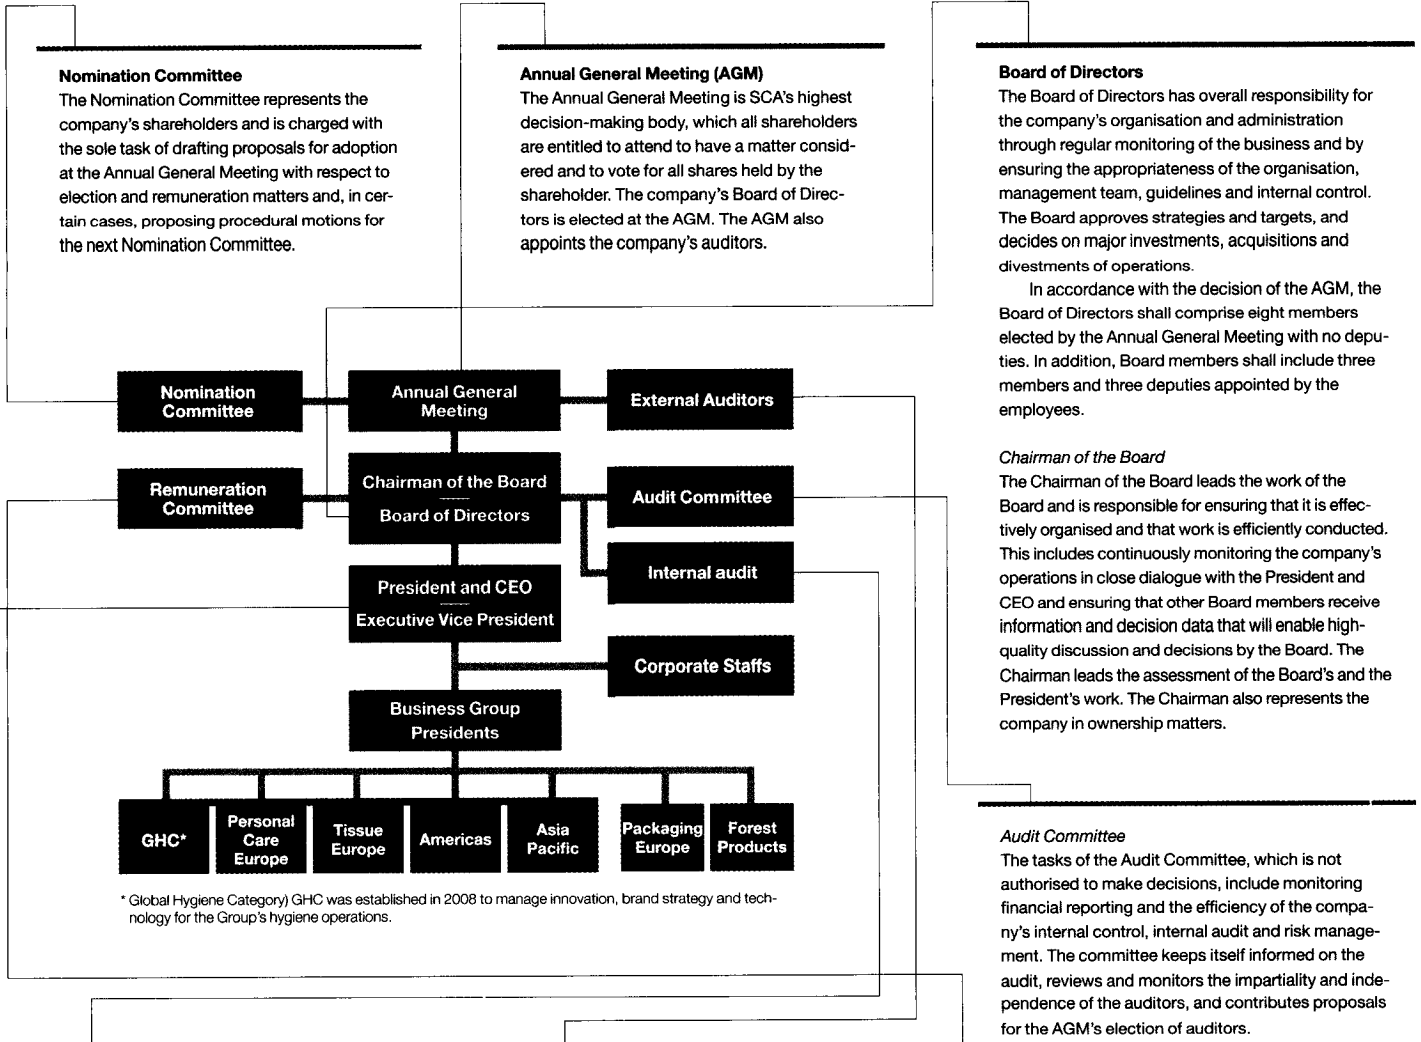 Nomination Committee
The Nomination Committee represents the
company's shareholders and is charged with
the sole task of drafting proposals for adoption
at the Annual General Meeting with respect to
election and remuneration matters and, in cer-
tain cases, proposing procedural motions for
the next Nomination Committee.
Annual General Meeting (AGM)
The Annual General Meeting is SCA's highest
decision-making body, which all shareholders
are entitled to attend to have a matter consid-
ered and to vote for all shares held by the
shareholder. The company's Board of Direc-
tors is elected at the AGM. The AGM also
appoints the company's auditors.
Board of Directors
The Board of Directors has overall responsibility for
the company's organisation and administration
through regular monitoring of the business and by
ensuring the appropriateness of the organisation,
management team, guidelines and internal control.
The Board approves strategies and targets, and
decides on major investments, acquisitions and
divestments of operations.
In accordance with the decision of the AGM, the
Board of Directors shall comprise eight members
elected by the Annual General Meeting with no depu-
ties. In addition, Board members shall include three
members and three deputies appointed by the
employees.
Chairman of the Board
The Chairman of the Board leads the work of the
Board and is responsible for ensuring that it is effec-
tively organised and that work is efficiently conducted.
This includes continuously monitoring the company's
operations in close dialogue with the President and
CEO and ensuring that other Board members receive
information and decision data that will enable high-
quality discussion and decisions by the Board. The
Chairman leads the assessment of the Board's and the
President's work. The Chairman also represents the
company in ownership matters.
Audit Committee
The tasks of the Audit Committee, which is not
authorised to make decisions, include monitoring
financial reporting and the efficiency of the compa-
ny's internal control, internal audit and risk manage-
ment. The committee keeps itself informed on the
audit, reviews and monitors the impartiality and inde-
pendence of the auditors, and contributes proposals
for the AGM's election of auditors.
Nomination
Committee
Annual General
Meeting
External Auditors
Remuneration
Committee
Chairman of the Board
Board of Directors
Audit Committee
Internal audit
President and CEO
Executive Vice President
Corporate Staffs
Business Group
Presidents
GHC*
Personal
Care
Europe
Tissue
Europe
Americas
Asia
Pacific
Packaging
Europe
Forest
Products
* Global Hygiene Category) GHC was established in 2008 to manage innovation, brand strategy and tech-
nology for the Group's hygiene operations.